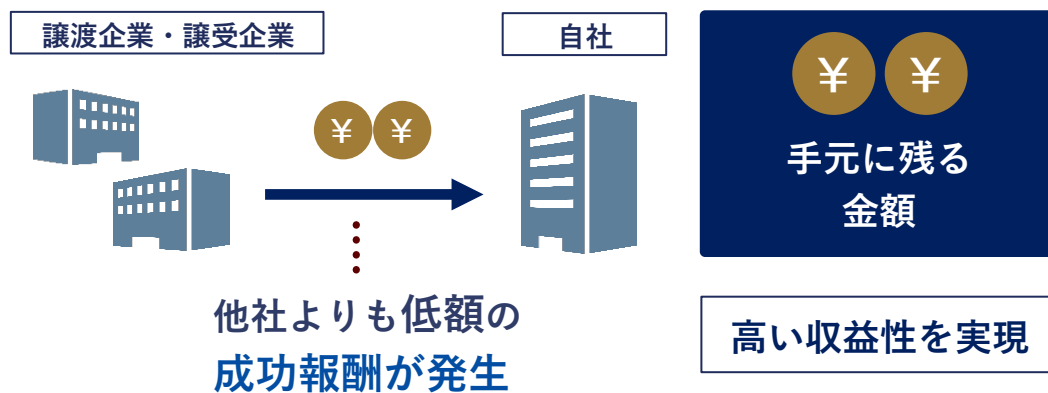 譲渡企業・譲受企業
自社
¥ ¥
¥ ¥
手元に残る
金額
他社よりも低額の
成功報酬が発生
高い収益性を実現